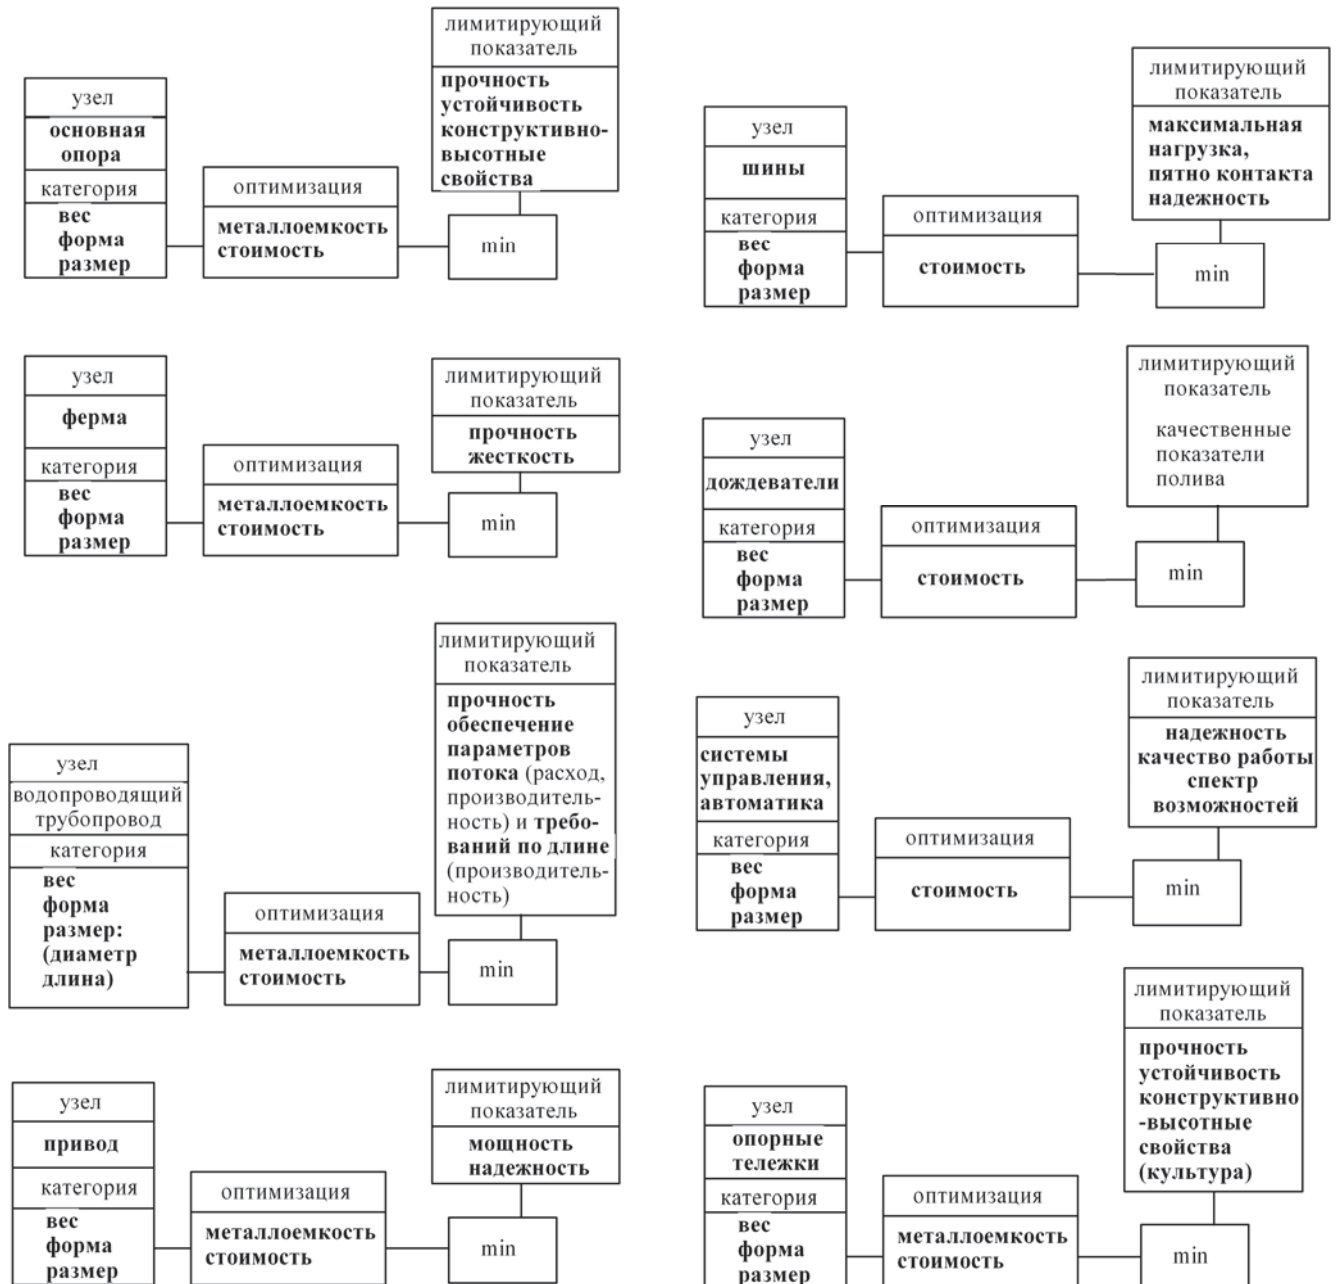 узел
основная
опора
категория
вес
форма
размер
оптимизация
металлоемкость
стоимость
лимитирующий
показатель
прочность
устойчивость
конструктивно-
высотные
свойства
min
узел
ферма
категория
вес
форма
размер
оптимизация
металлоемкость
стоимость
лимитирующий
показатель
прочность
жесткость
min
узел
водопроводящий
трубопровод
категория
вес
форма
размер:
(диаметр
длина)
оптимизация
металлоемкость
стоимость
лимитирующий
показатель
прочность
обеспечение
параметров
потока (расход,
производитель-
ность) и требо-
ваний по длине
(производитель-
ность)
min
узел
привод
категория
вес
форма
размер
оптимизация
металлоемкость
стоимость
лимитирующий
показатель
мощность
надежность
min
узел
шины
категория
вес
форма
размер
оптимизация
стоимость
лимитирующий
показатель
максимальная
нагрузка,
пятно контакта
надежность
min
узел
дождеватели
категория
вес
форма
размер
оптимизация
стоимость
лимитирующий
показатель
качественные
показатели
полива
min
узел
системы
управления,
автоматика
категория
вес
форма
размер
оптимизация
стоимость
лимитирующий
показатель
надежность
качество работы
спектр
возможностей
min
узел
опорные
тележки
категория
вес
форма
размер
оптимизация
металлоемкость
стоимость
лимитирующий
показатель
прочность
устойчивость
конструктивно
-высотные
свойства
(культура)
min